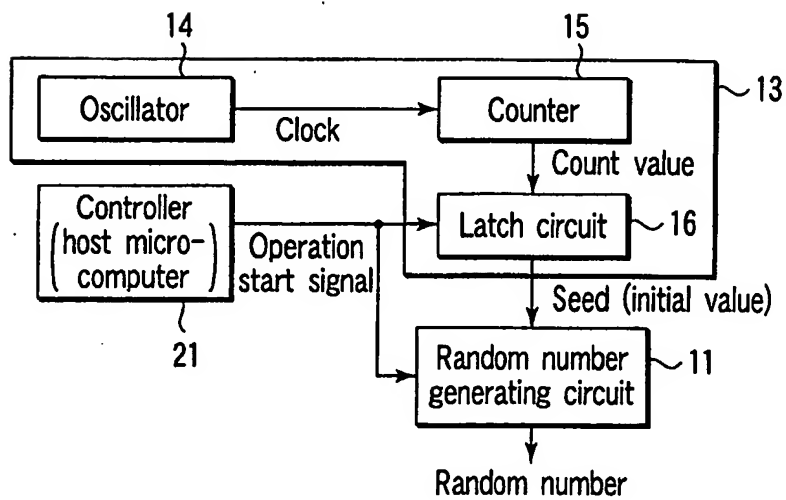 14
15
13
Oscillator
Clock
Counter
Count value
Controller
(host micro-
computer)
Operation
start signal
Latch circuit
16
21
Seed (initial value)
Random number
generating circuit
11
Random number